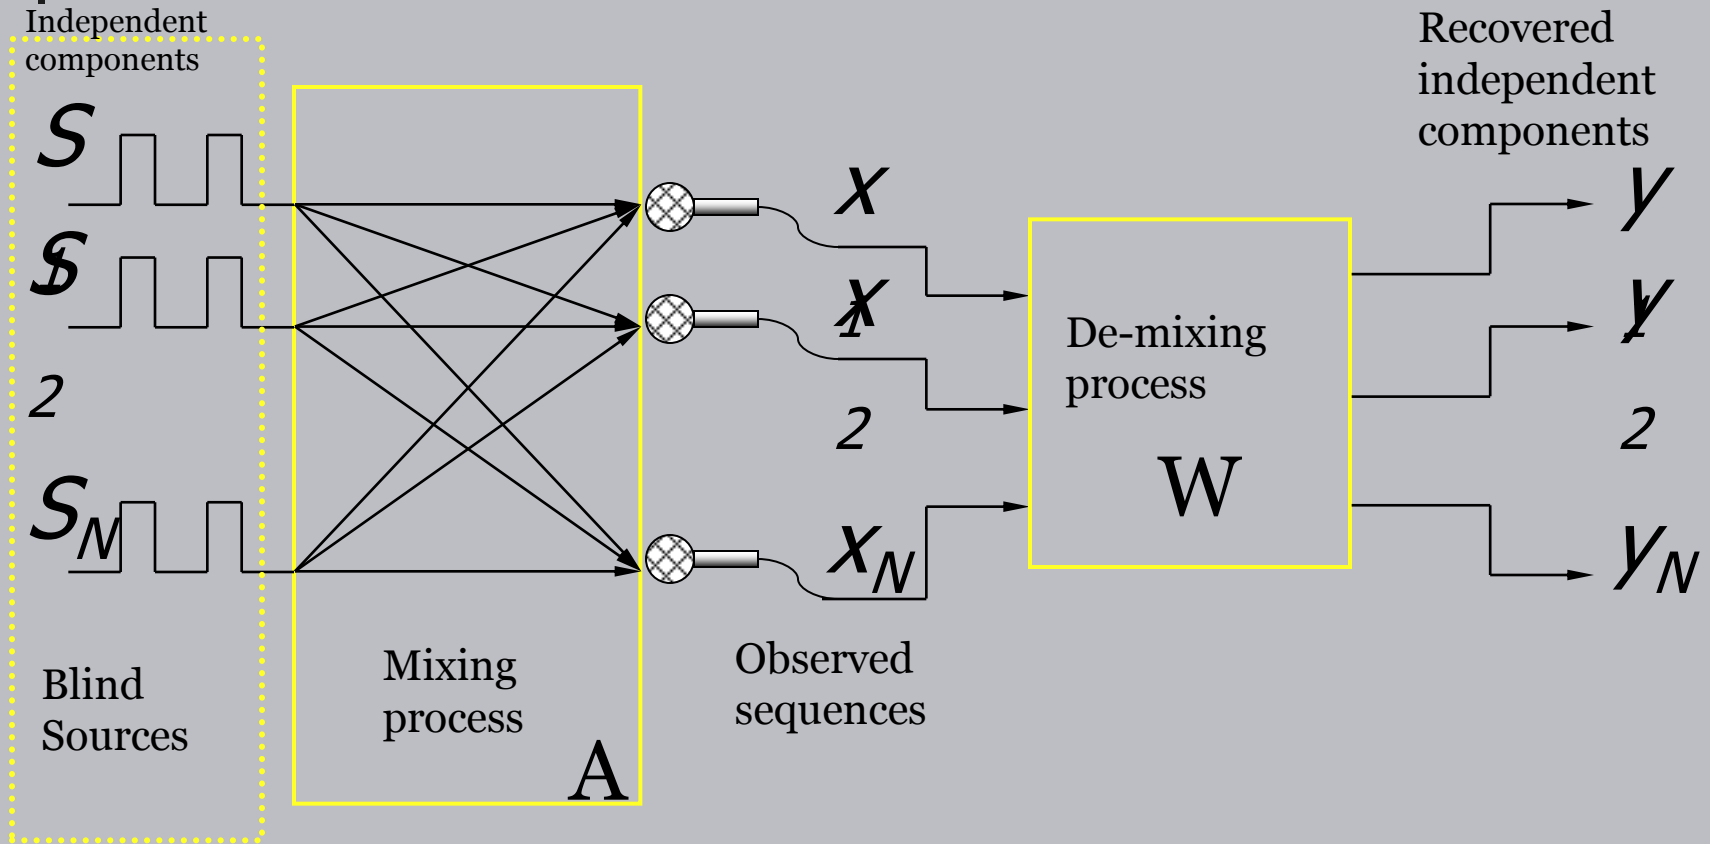 Independent
components
S
1
S
2
S
N
Blind
Sources
Mixing
process
A
x
1
x
2
x
N
Observed
sequences
De-mixing
process
W
Recovered
independent
components
y
1
y
2
y
N